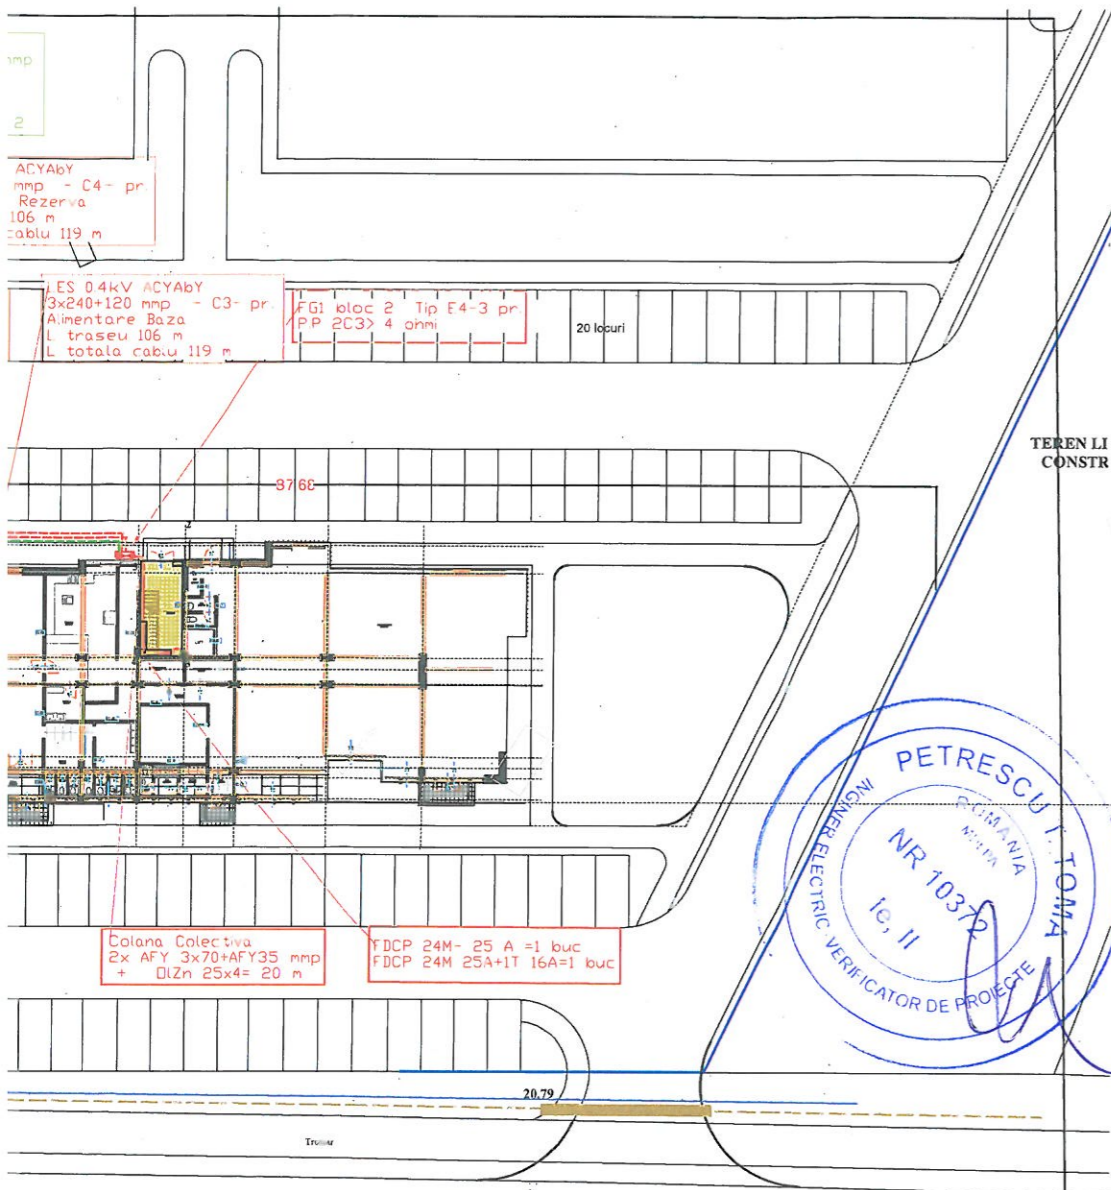 mmp
2
ACYAbY
mmp - C4- pr.
Rezerva
106 m
cablu 119 m
LES 0.4kV ACYAbY
3x240+120 mmp - C3- pr.
Alimentare Baza
L traseu 106 m
L totala cablu 119 m
FG1 bloc 2 Tip E4-3 pr.
P.P 2C3> 4 ohmi
20 locuri
TEREN LI
CONSTR
37.68
PETRESCU I. TOMA
INGINER ELECTRIC-VERIFICATOR DE PROIECTE
ROMANIA
NR 10372
Ie, II
Colana Colectiva
2x AFY 3x70+AFY35 mmp
+ OlZn 25x4= 20 m
FDCP 24M- 25 A =1 buc
FDCP 24M 25A+1T 16A=1 buc
20.79